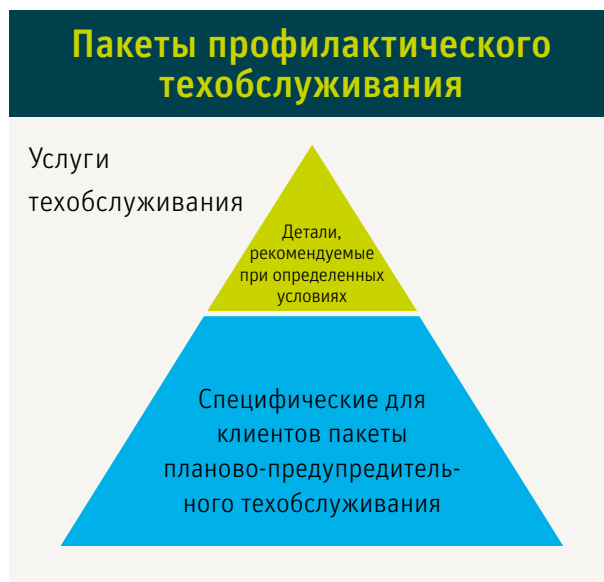 Пакеты профилактического
техобслуживания
Услуги
техобслуживания
Детали,
рекомендуемые
при определенных
условиях
Специфические для
клиентов пакеты
планово-предупредитель-
ного техобслуживания